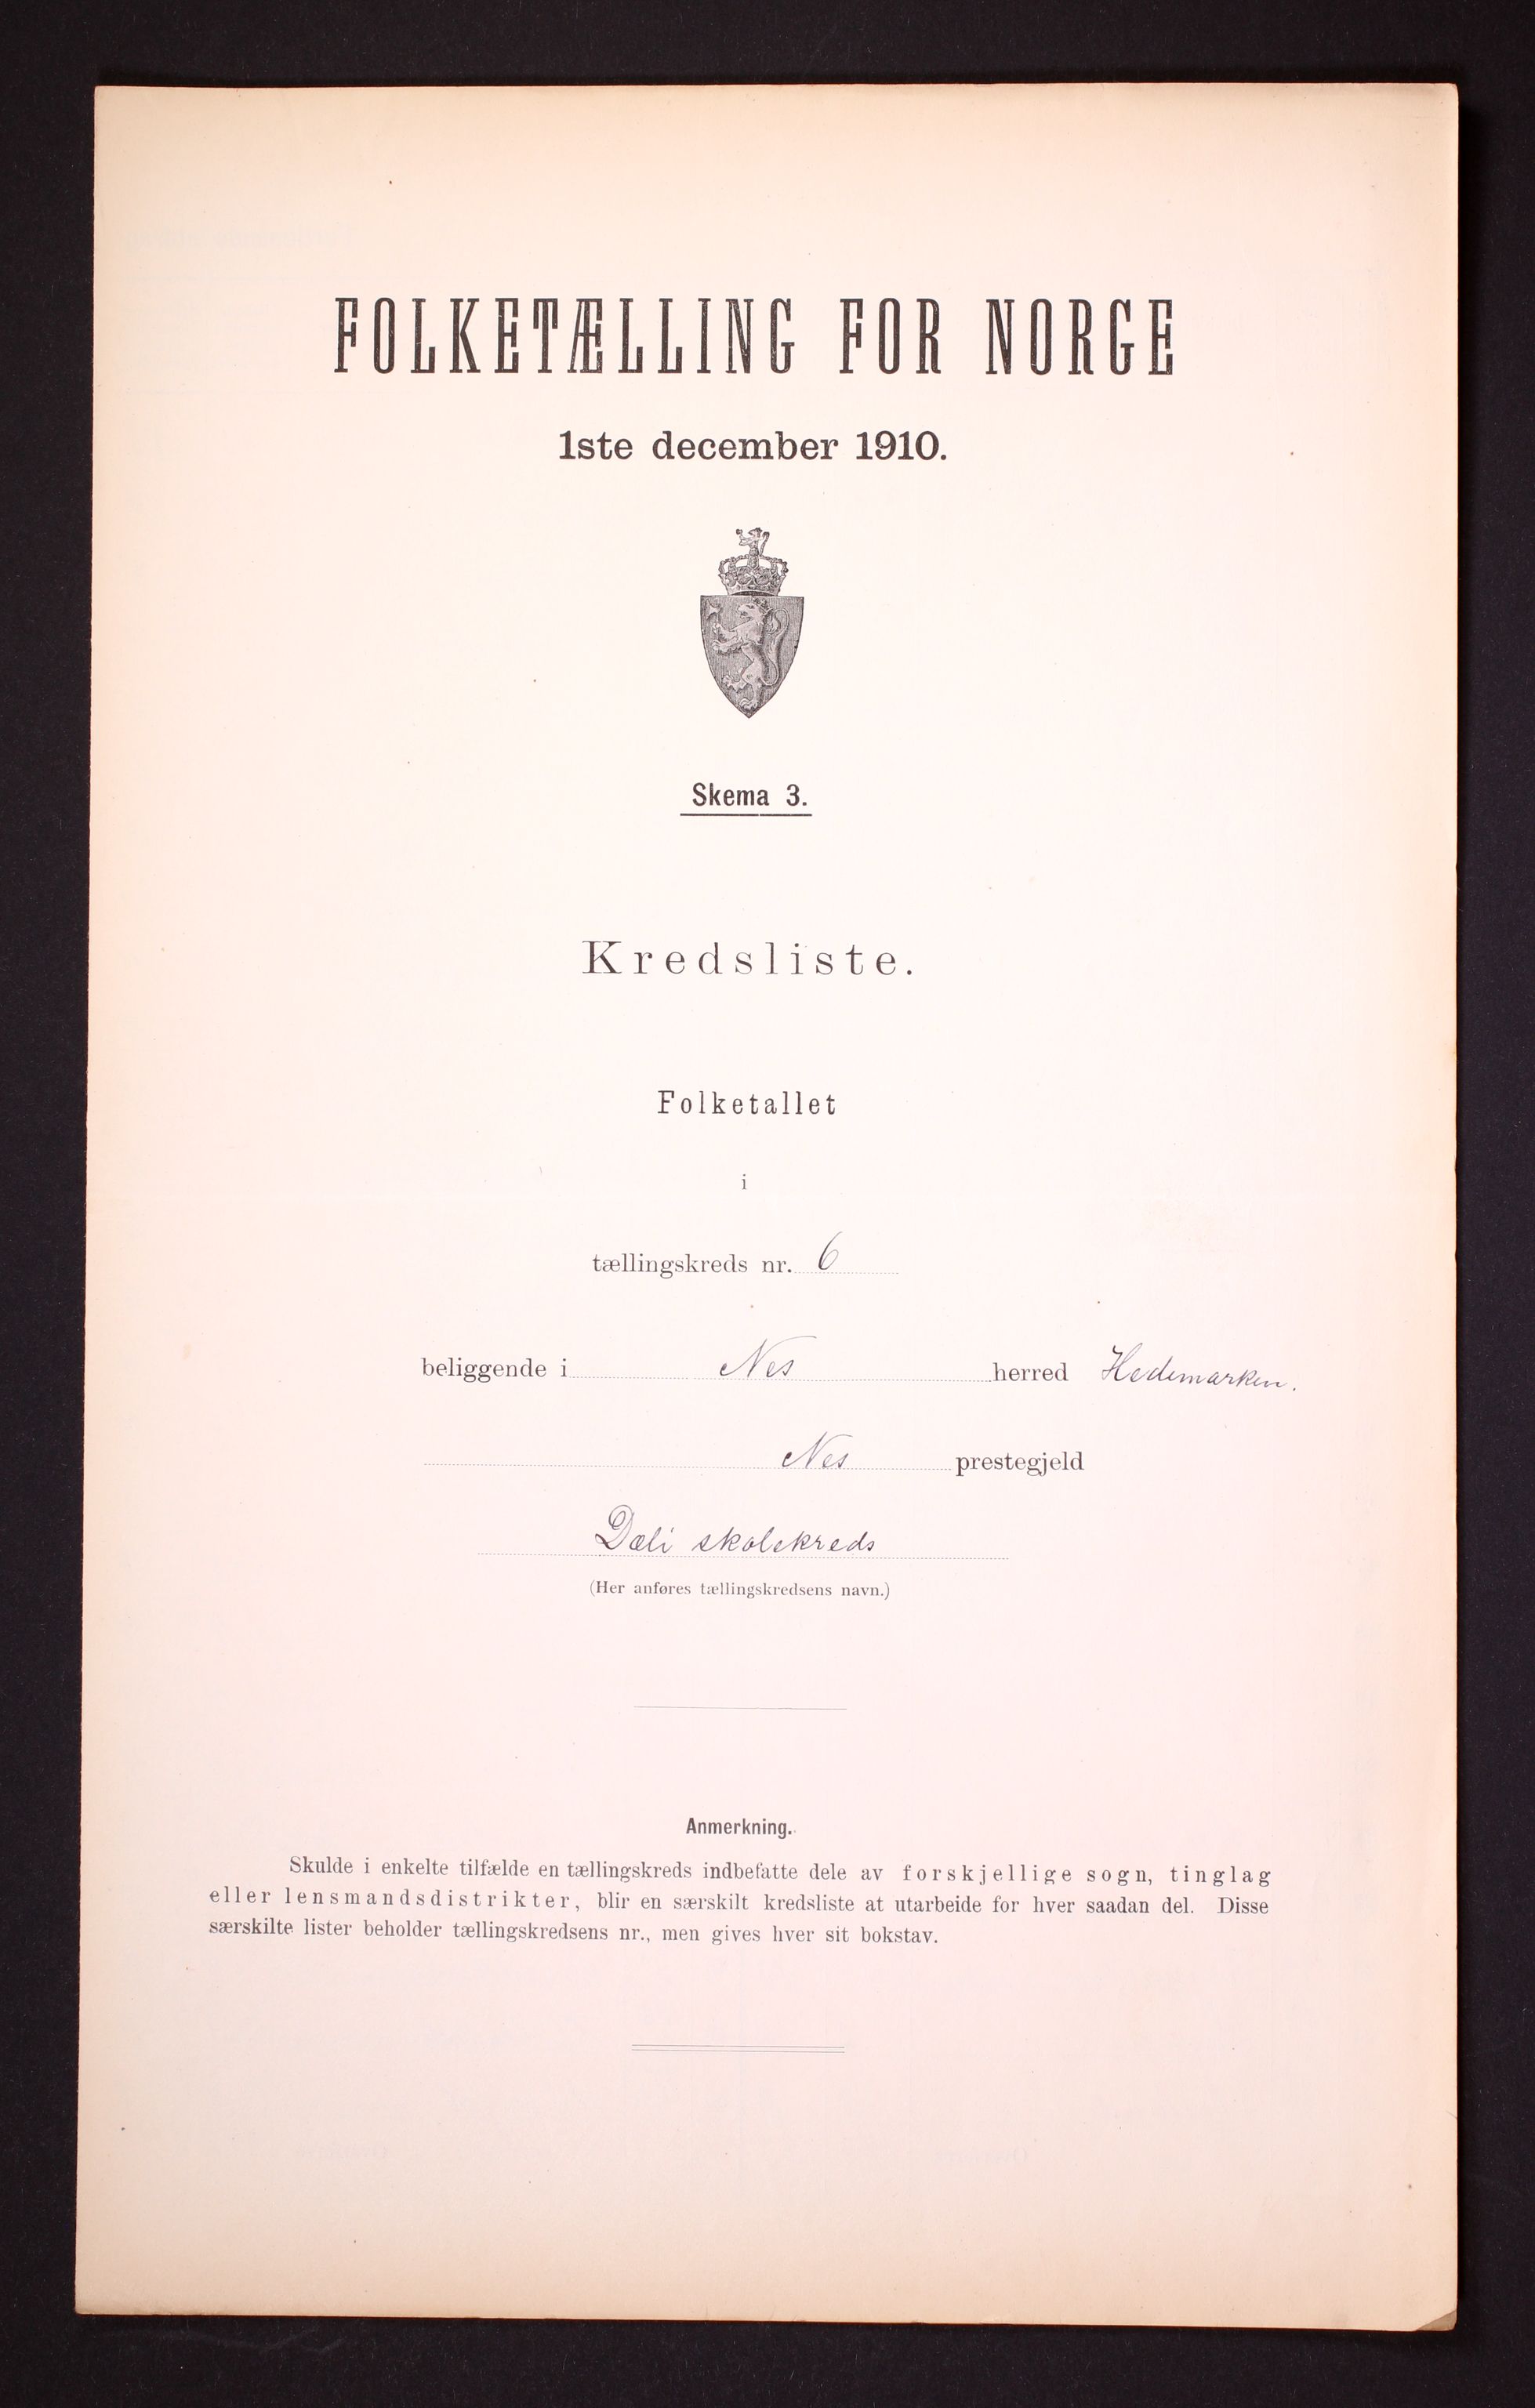 FOLKETÆLLING FOR NORGE
1ste december 1910.
Skema 3.
Kredsliste.
Folketallet
i
tællingskreds nr. 6
beliggende i Nes herred Hedemarken.
Nes prestegjeld
Dæli skolekreds
(Her anføres tællingskredsens navn.)
Anmerkning.
Skulde i enkelte tilfælde en tællingskreds indbefatte dele av forskjellige sogn, tinglag
eller lensmandsdistrikter, blir en særskilt kredsliste at utarbeide for hver saadan del. Disse
særskilte lister beholder tællingskredsens nr., men gives hver sit bokstav.